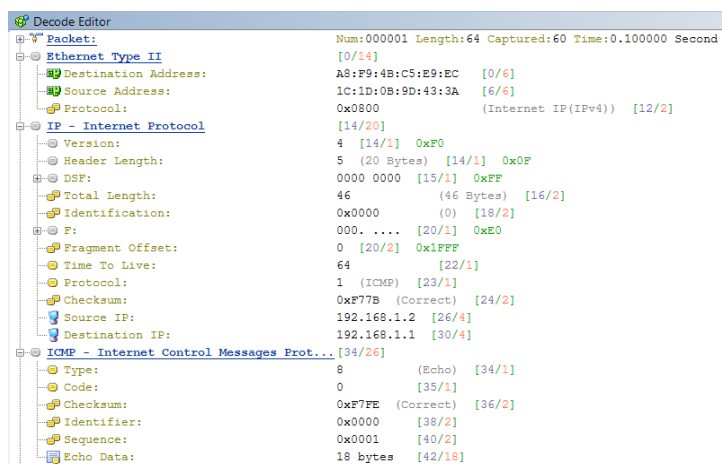 Decode Editor
Packet: Num:000001 Length:64 Captured:60 Time:0.100000 Second
Ethernet Type II [0/14]
Destination Address: A8:F9:4B:C5:E9:EC [0/6]
Source Address: 1C:1D:0B:9D:43:3A [6/6]
Protocol: 0x0800 (Internet IP(IPv4)) [12/2]
IP - Internet Protocol [14/20]
Version: 4 [14/1] 0xF0
Header Length: 5 (20 Bytes) [14/1] 0x0F
DSF: 0000 0000 [15/1] 0xFF
Total Length: 46 (46 Bytes) [16/2]
Identification: 0x0000 (0) [18/2]
F: 000. .... [20/1] 0xE0
Fragment Offset: 0 [20/2] 0x1FFF
Time To Live: 64 [22/1]
Protocol: 1 (ICMP) [23/1]
Checksum: 0xF77B (Correct) [24/2]
Source IP: 192.168.1.2 [26/4]
Destination IP: 192.168.1.1 [30/4]
ICMP - Internet Control Messages Prot... [34/26]
Type: 8 (Echo) [34/1]
Code: 0 [35/1]
Checksum: 0xF7FE (Correct) [36/2]
Identifier: 0x0000 [38/2]
Sequence: 0x0001 [40/2]
Echo Data: 18 bytes [42/18]